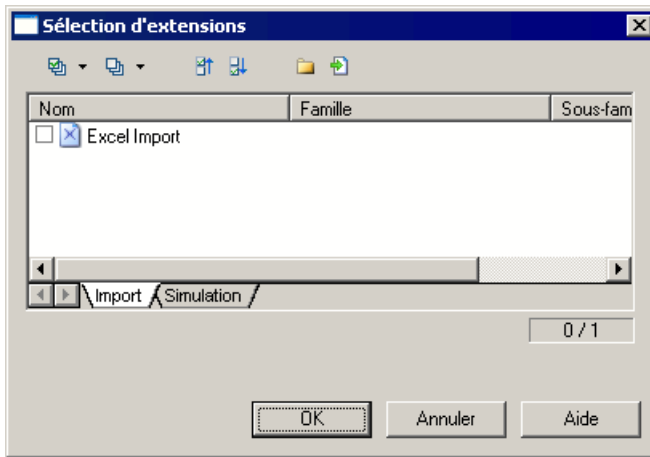 Sélection d'extensions
Nom Famille Sous-fam
Excel Import
Import Simulation
0 / 1
OK Annuler Aide